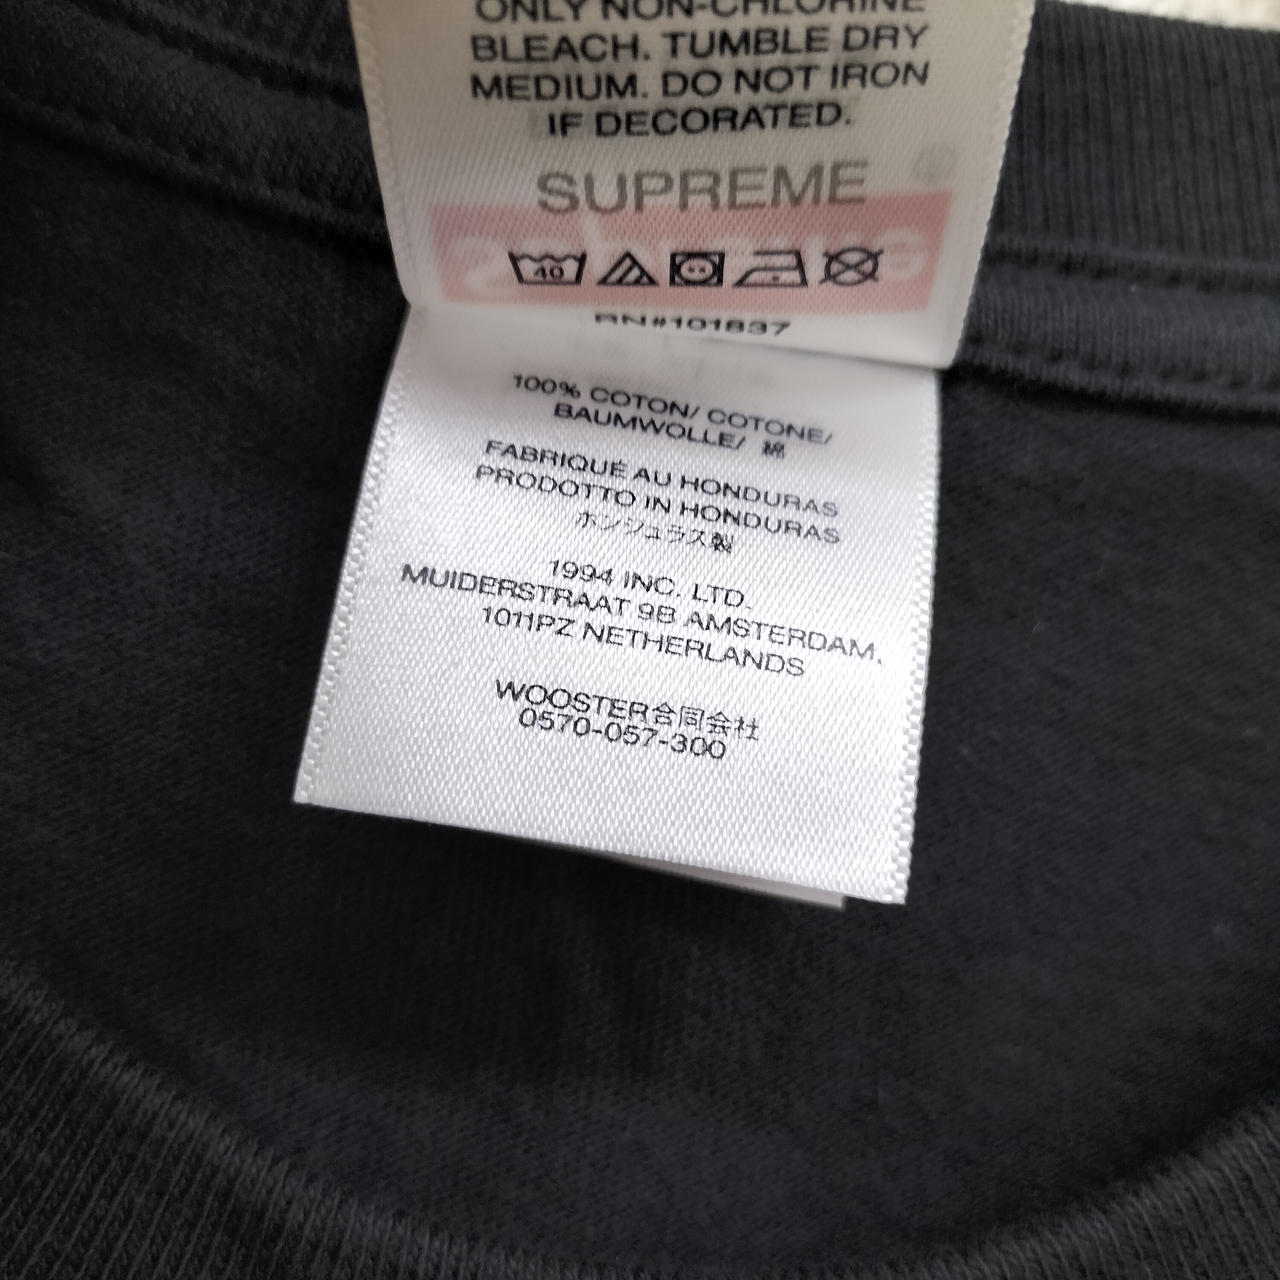 ONLY NON-CHLORINE
BLEACH. TUMBLE DRY
MEDIUM. DO NOT IRON
IF DECORATED.
SUPREME
40
RN#101837
100% COTON/ COTONE/
BAUMWOLLE/ 綿
FABRIQUÉ AU HONDURAS
PRODOTTO IN HONDURAS
ホンジュラス製
1994 INC. LTD.
MUIDERSTRAAT 9B AMSTERDAM,
1011PZ NETHERLANDS
WOOSTER合同会社
0570-057-300